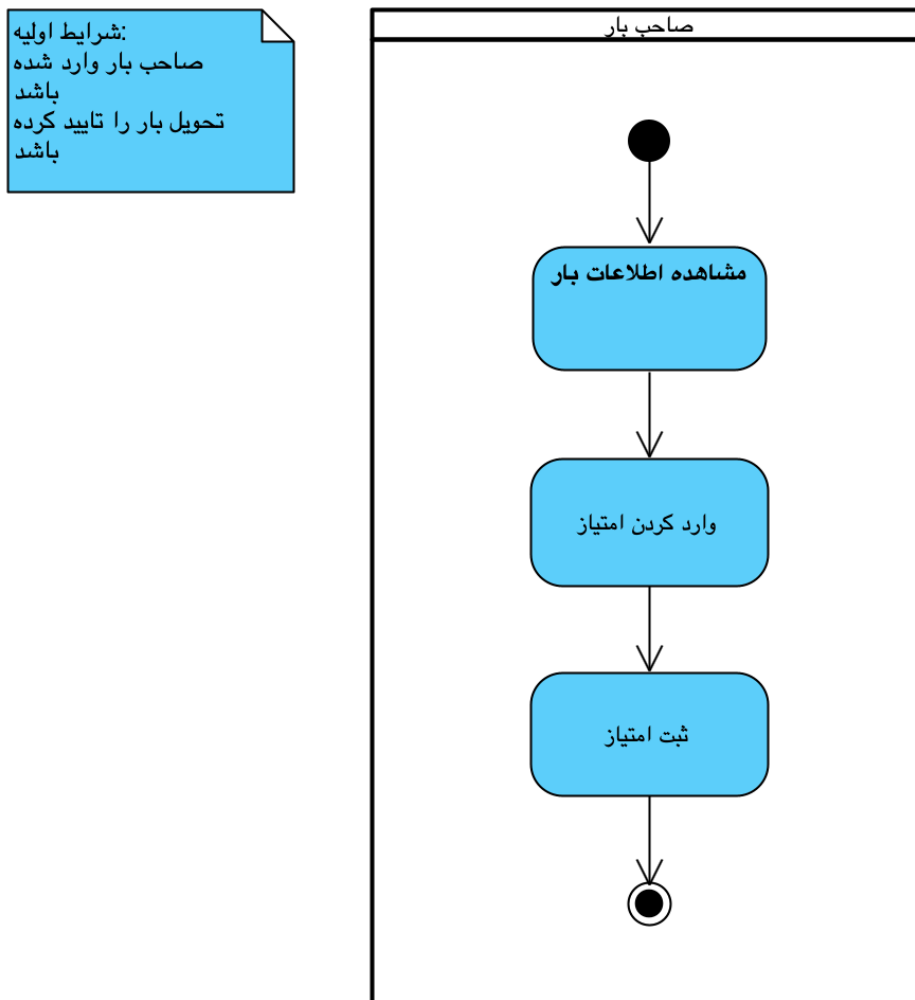 شرایط اولیه:
صاحب بار وارد شده
باشد
تحویل بار را تایید کرده
باشد
صاحب بار
مشاهده اطلاعات بار
وارد کردن امتیاز
ثبت امتیاز